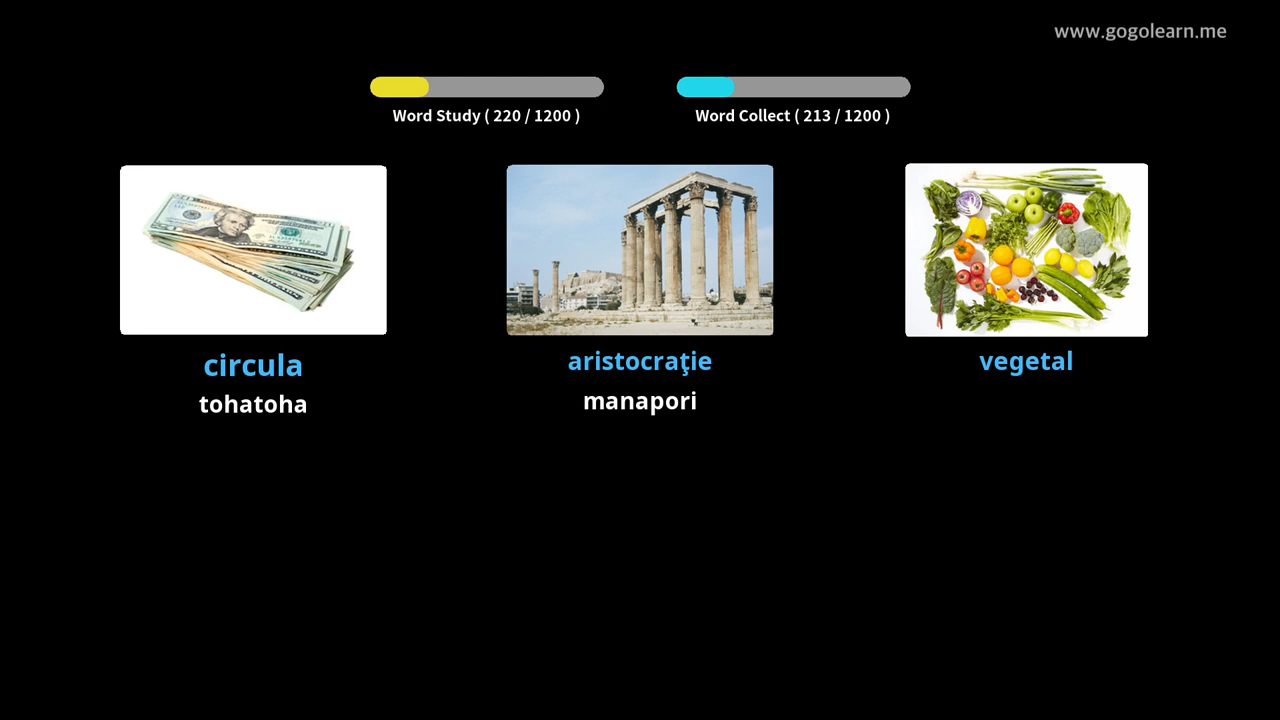 www.gogolearn.me
Word Study ( 220 / 1200 )
Word Collect ( 213 / 1200 )
circula
tohatoha
aristocraţie
manapori
vegetal